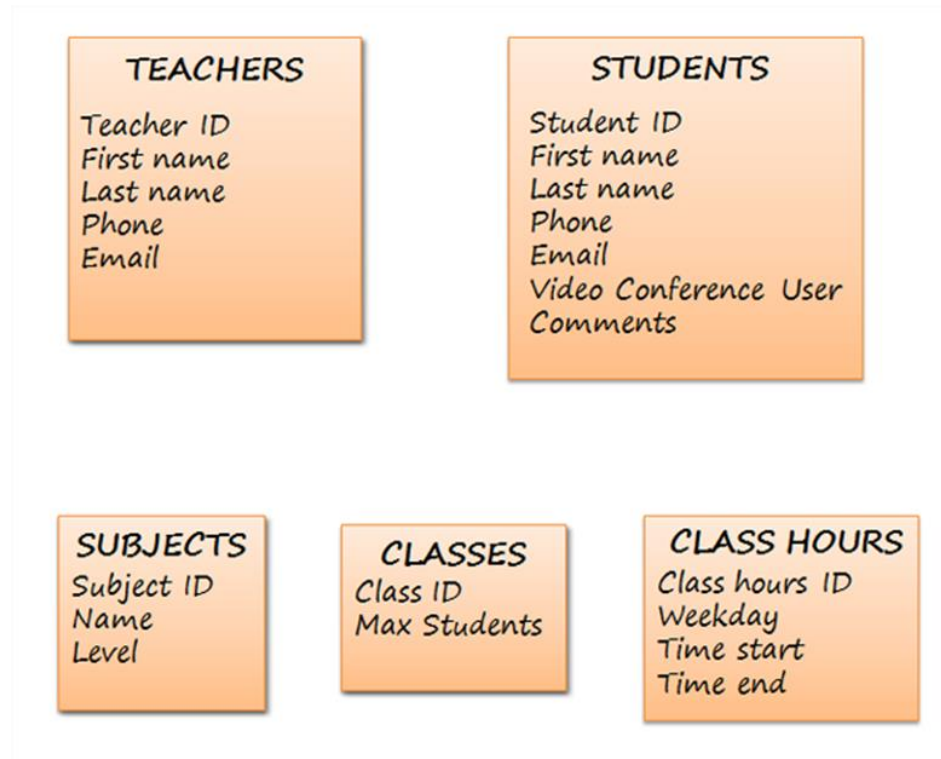 TEACHERS
Teacher ID
First name
Last name
Phone
Email
STUDENTS
Student ID
First name
Last name
Phone
Email
Video Conference User
Comments
SUBJECTS
Subject ID
Name
Level
CLASSES
Class ID
Max Students
CLASS HOURS
Class hours ID
Weekday
Time start
Time end